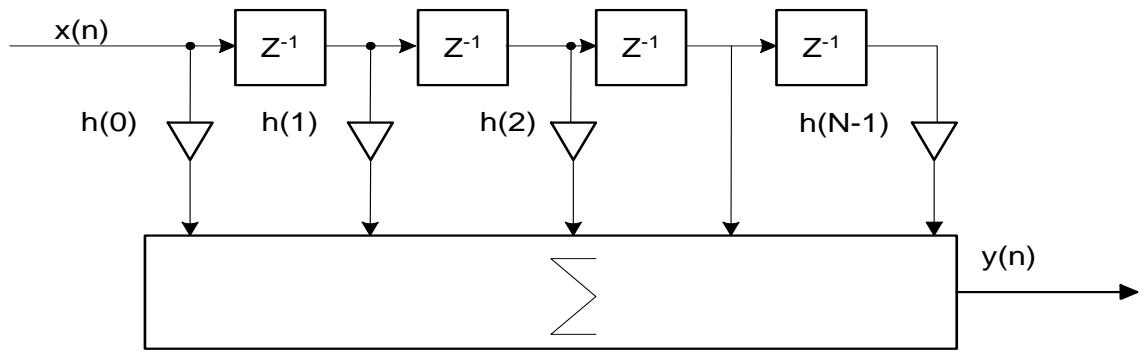 x(n)
Z⁻¹ Z⁻¹ Z⁻¹ Z⁻¹
h(0) h(1) h(2) h(N-1)
∑
y(n)